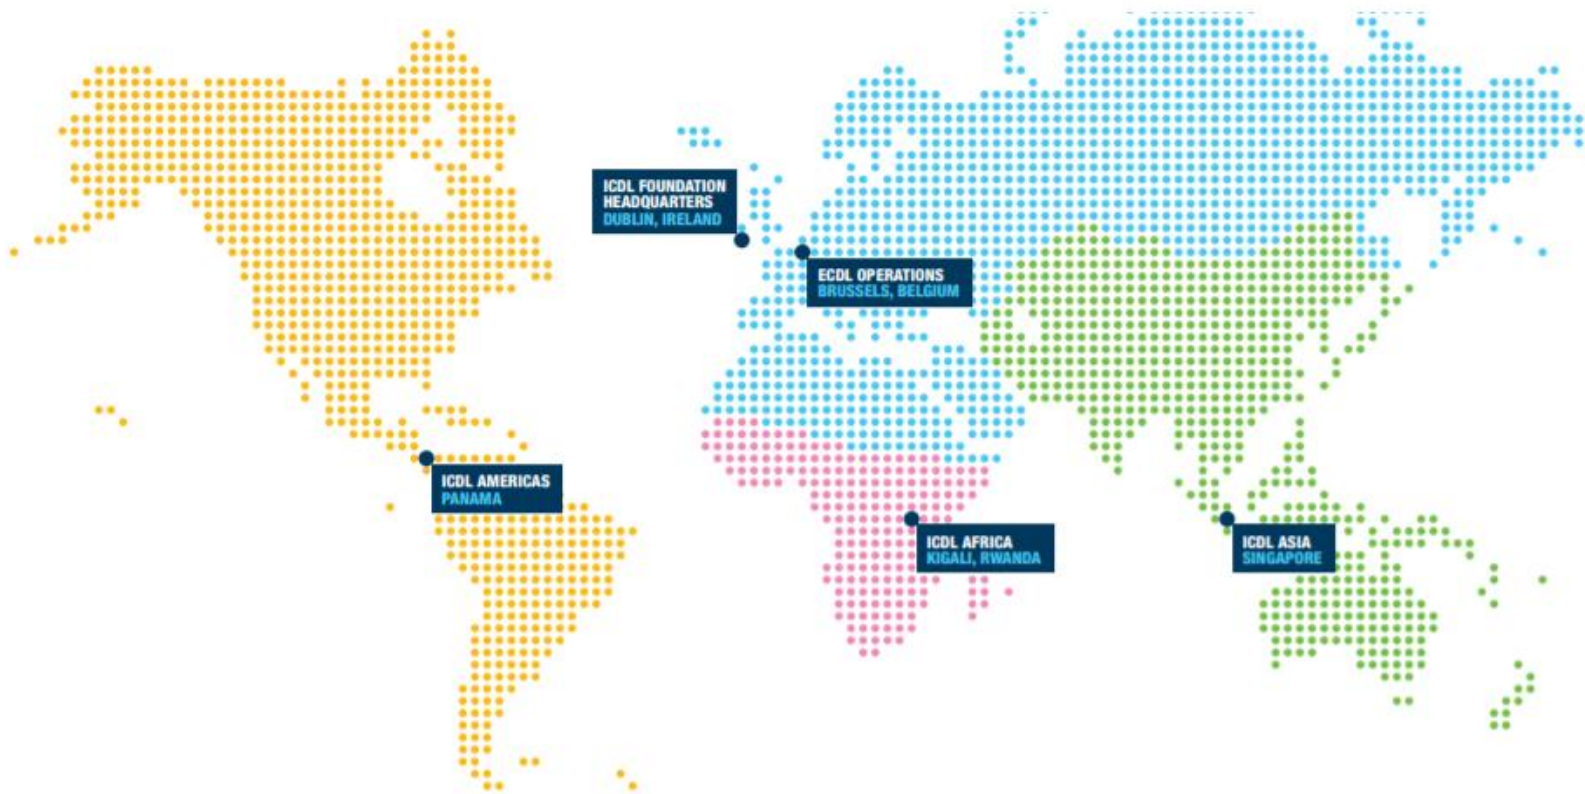 ICDL FOUNDATION
HEADQUARTERS
DUBLIN, IRELAND
ECDL OPERATIONS
BRUSSELS, BELGIUM
ICDL AMERICAS
PANAMA
ICDL AFRICA
KIGALI, RWANDA
ICDL ASIA
SINGAPORE